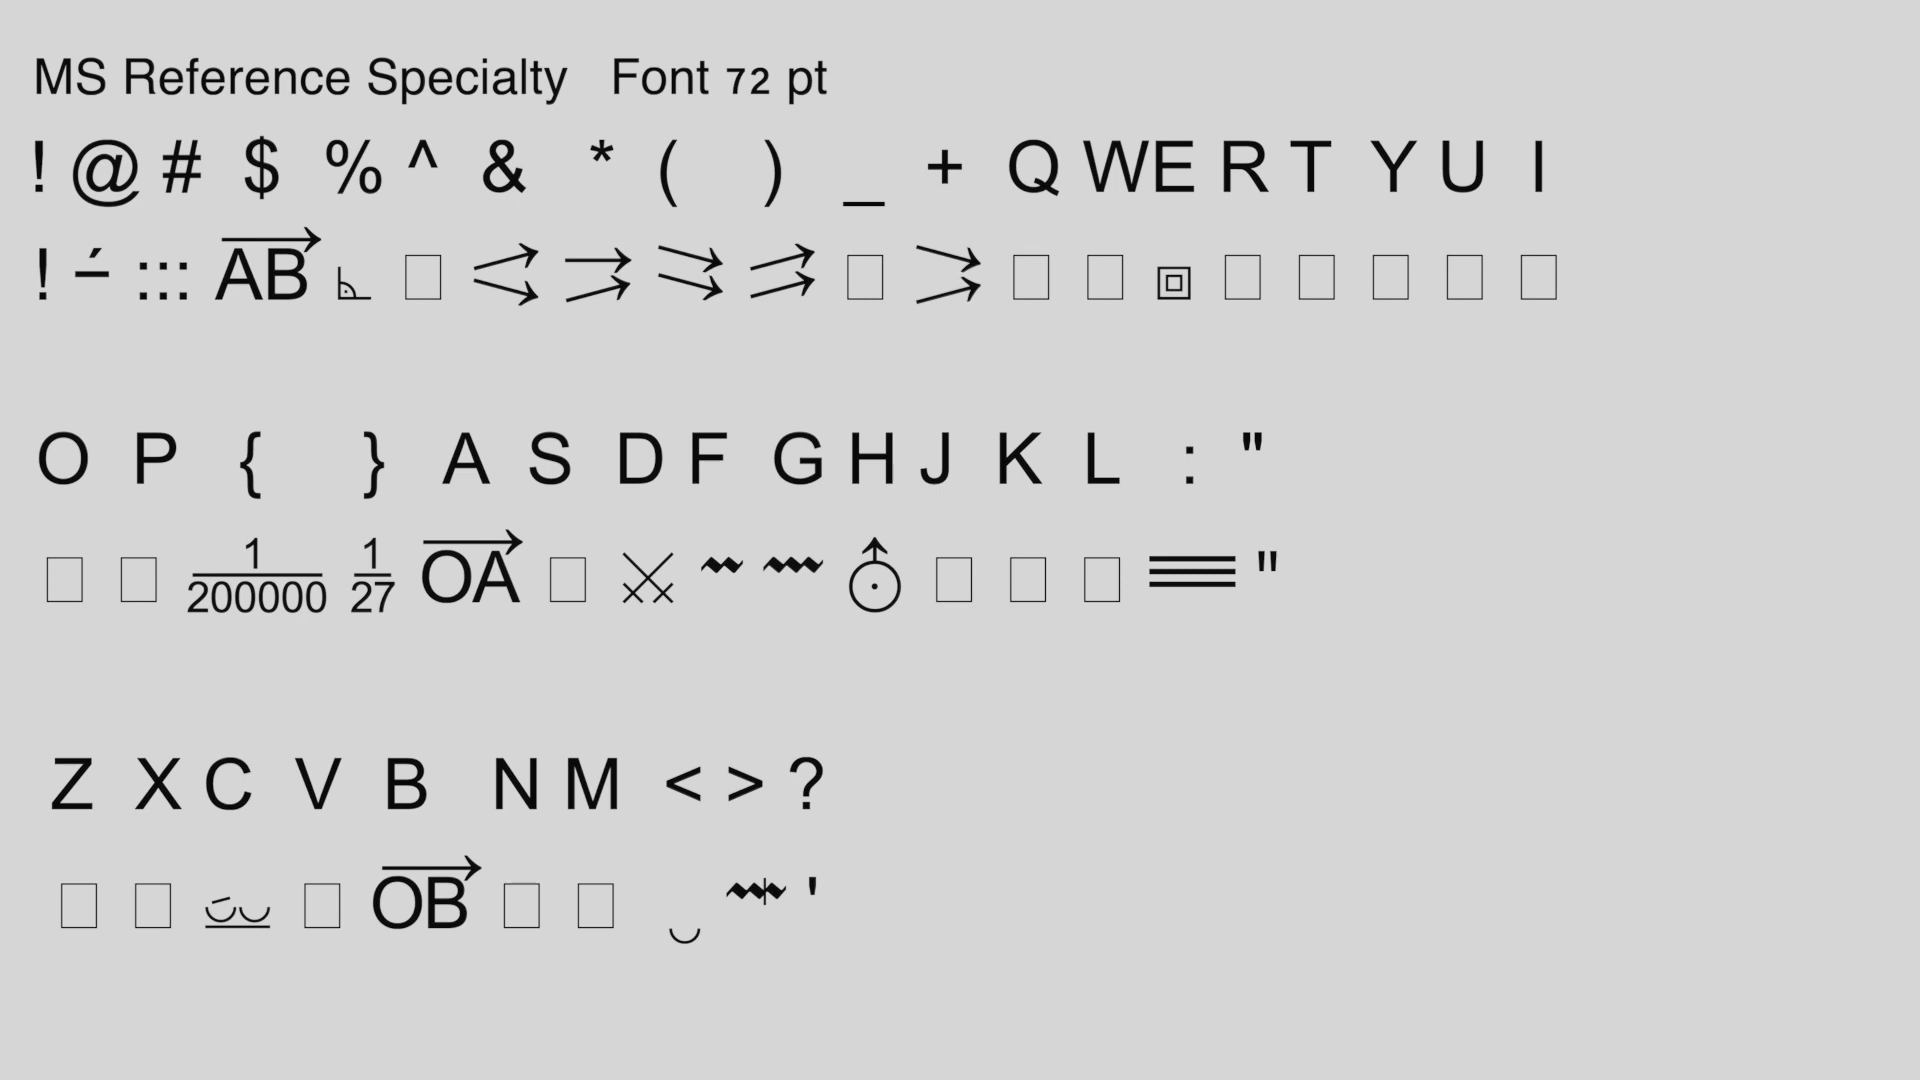 MS Reference Specialty Font 72 pt
! @ # $ % ^ & * ( ) _ + Q W E R T Y U I
! ::: AB
O P { } A S D F G H J K L : "
1/200000 1/27 OA "
Z X C V B N M < > ?
OB '